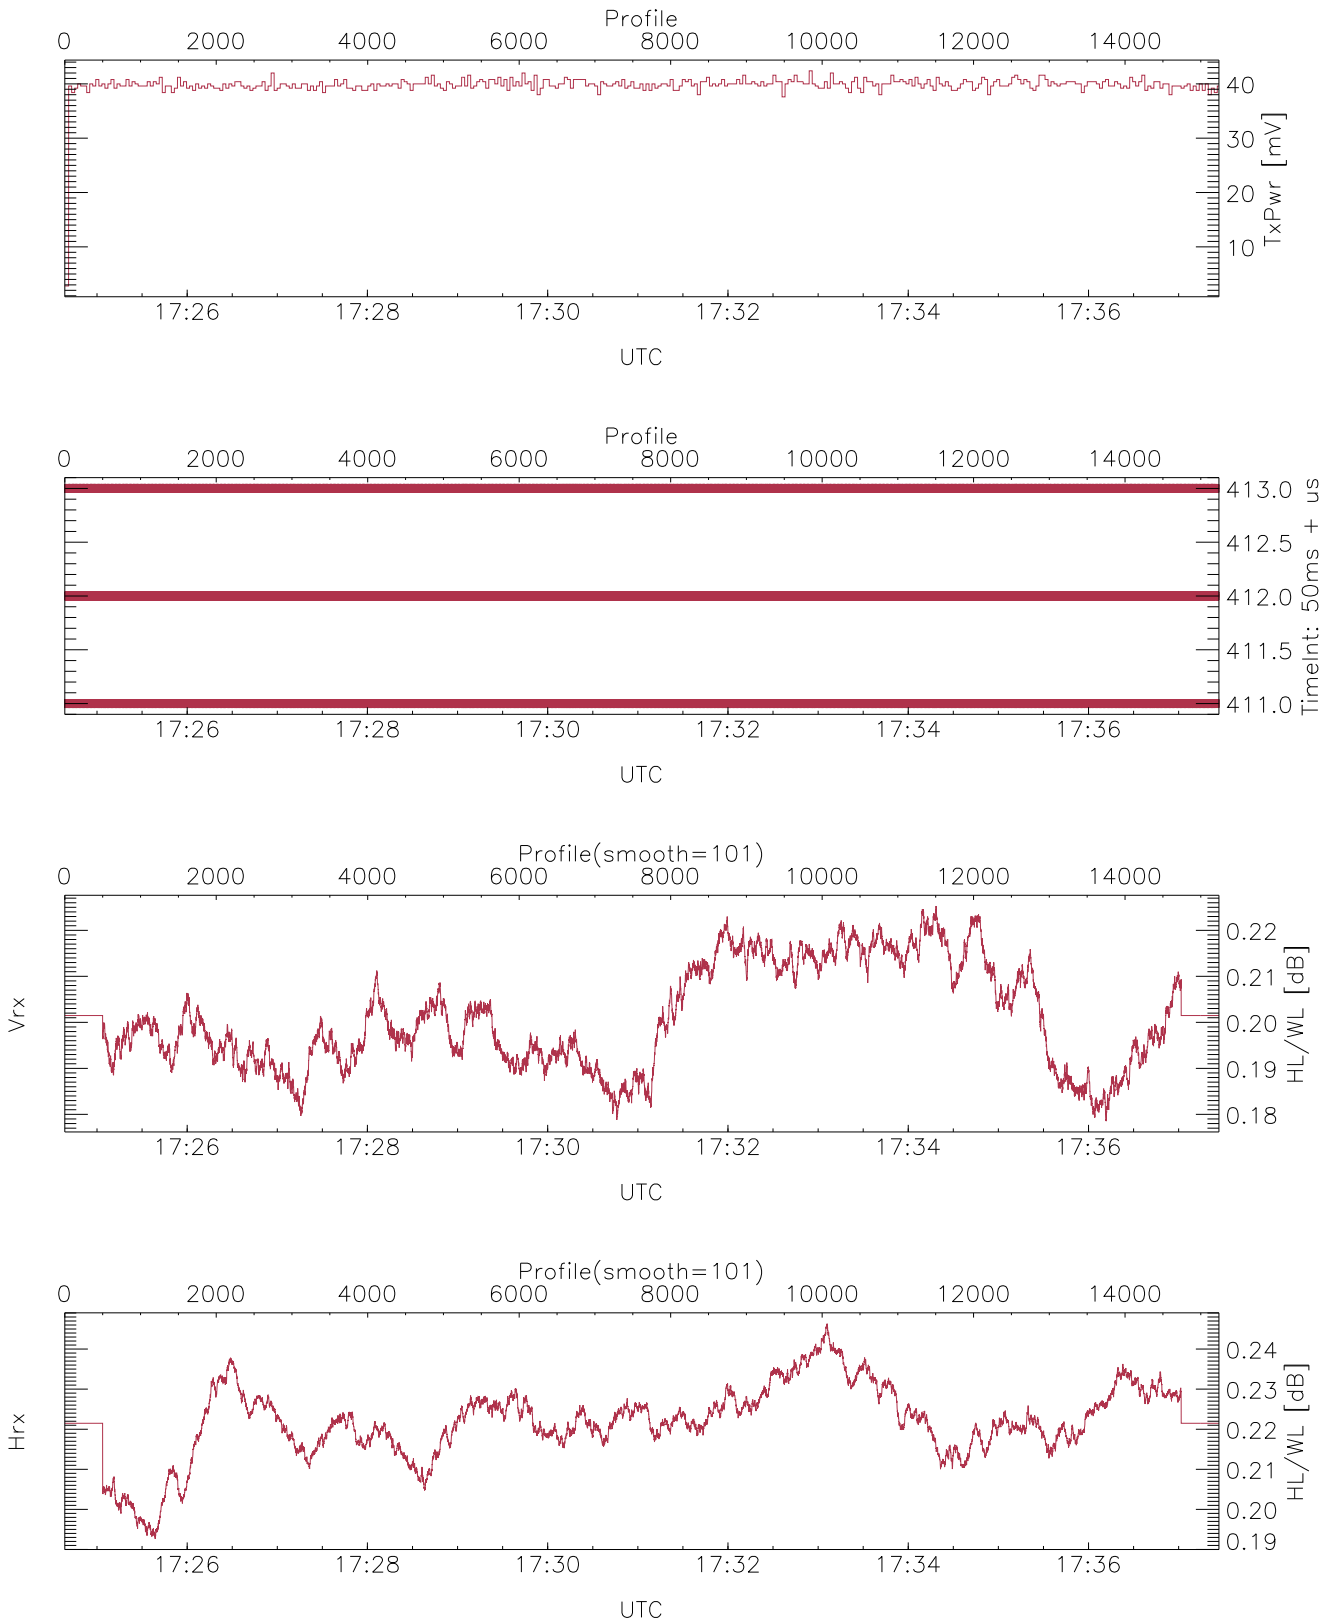 Profile
0 2000 4000 6000 8000 10000 12000 14000
40
30
20
10
TxPwr [mV]
17:26 17:28 17:30 17:32 17:34 17:36
UTC
Profile
0 2000 4000 6000 8000 10000 12000 14000
413.0
412.5
412.0
411.5
411.0
TimeInt: 50ms + us
17:26 17:28 17:30 17:32 17:34 17:36
UTC
Profile(smooth=101)
0 2000 4000 6000 8000 10000 12000 14000
Vrx
0.22
0.21
0.20
0.19
0.18
HL/WL [dB]
17:26 17:28 17:30 17:32 17:34 17:36
UTC
Profile(smooth=101)
0 2000 4000 6000 8000 10000 12000 14000
Hrx
0.24
0.23
0.22
0.21
0.20
0.19
HL/WL [dB]
17:26 17:28 17:30 17:32 17:34 17:36
UTC